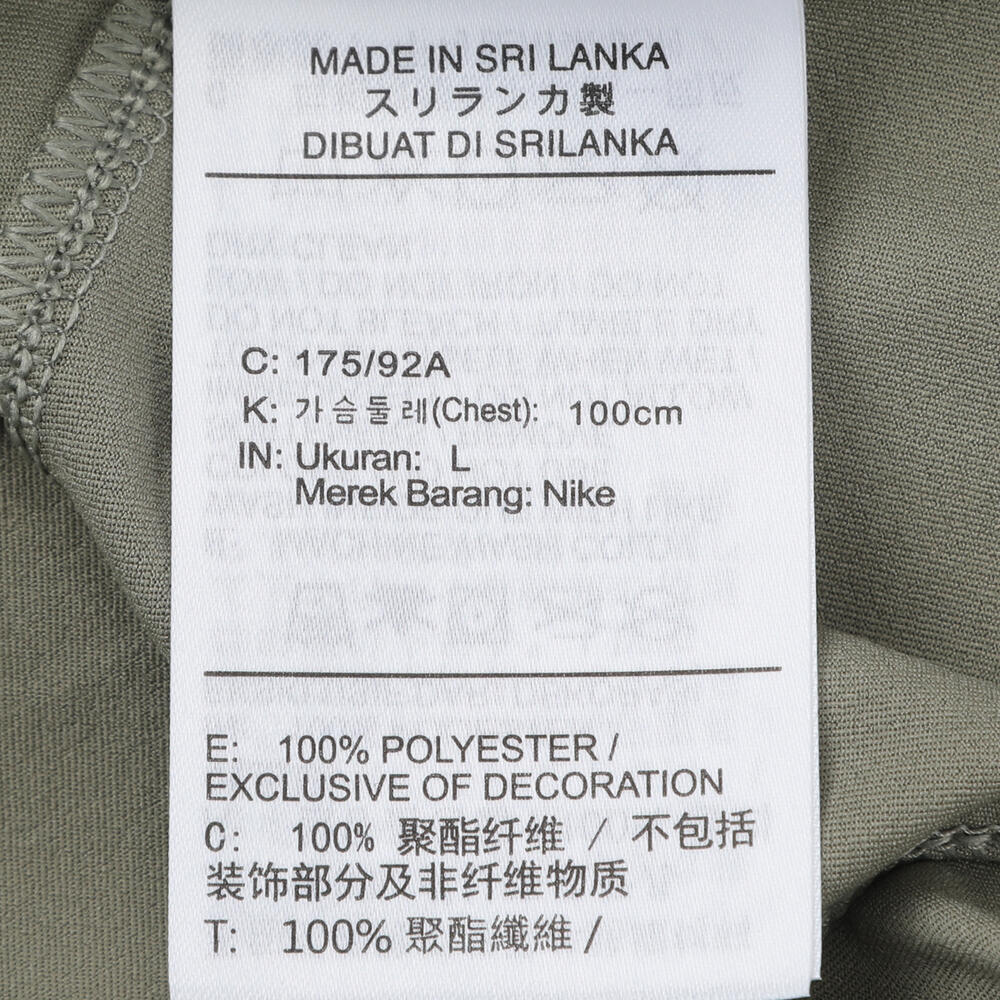 MADE IN SRI LANKA
スリランカ製
DIBUAT DI SRILANKA
C: 175/92A
K: 가슴둘레(Chest): 100cm
IN: Ukuran: L
Merek Barang: Nike
E: 100% POLYESTER /
EXCLUSIVE OF DECORATION
C: 100% 聚酯纤维 / 不包括
装饰部分及非纤维物质
T: 100% 聚酯纖維 /